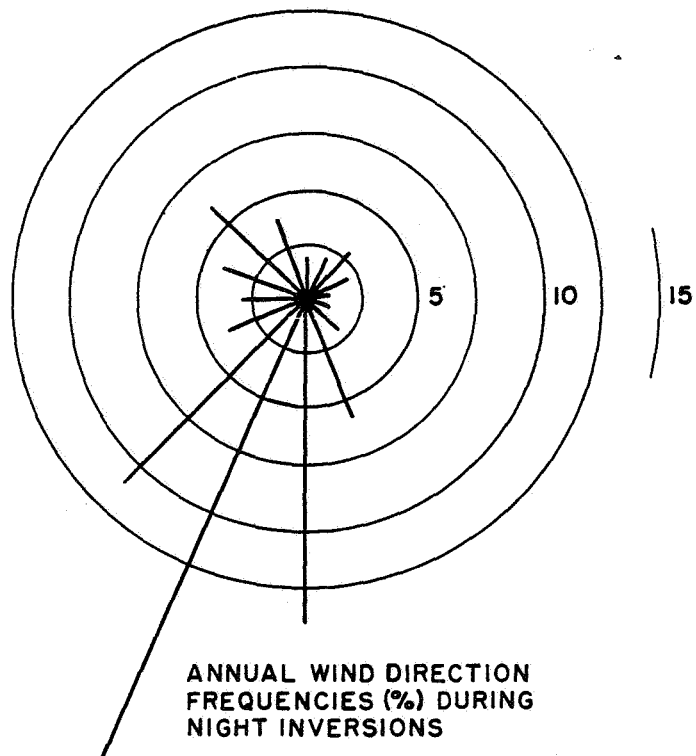 5 10 15
ANNUAL WIND DIRECTION
FREQUENCIES (%) DURING
NIGHT INVERSIONS